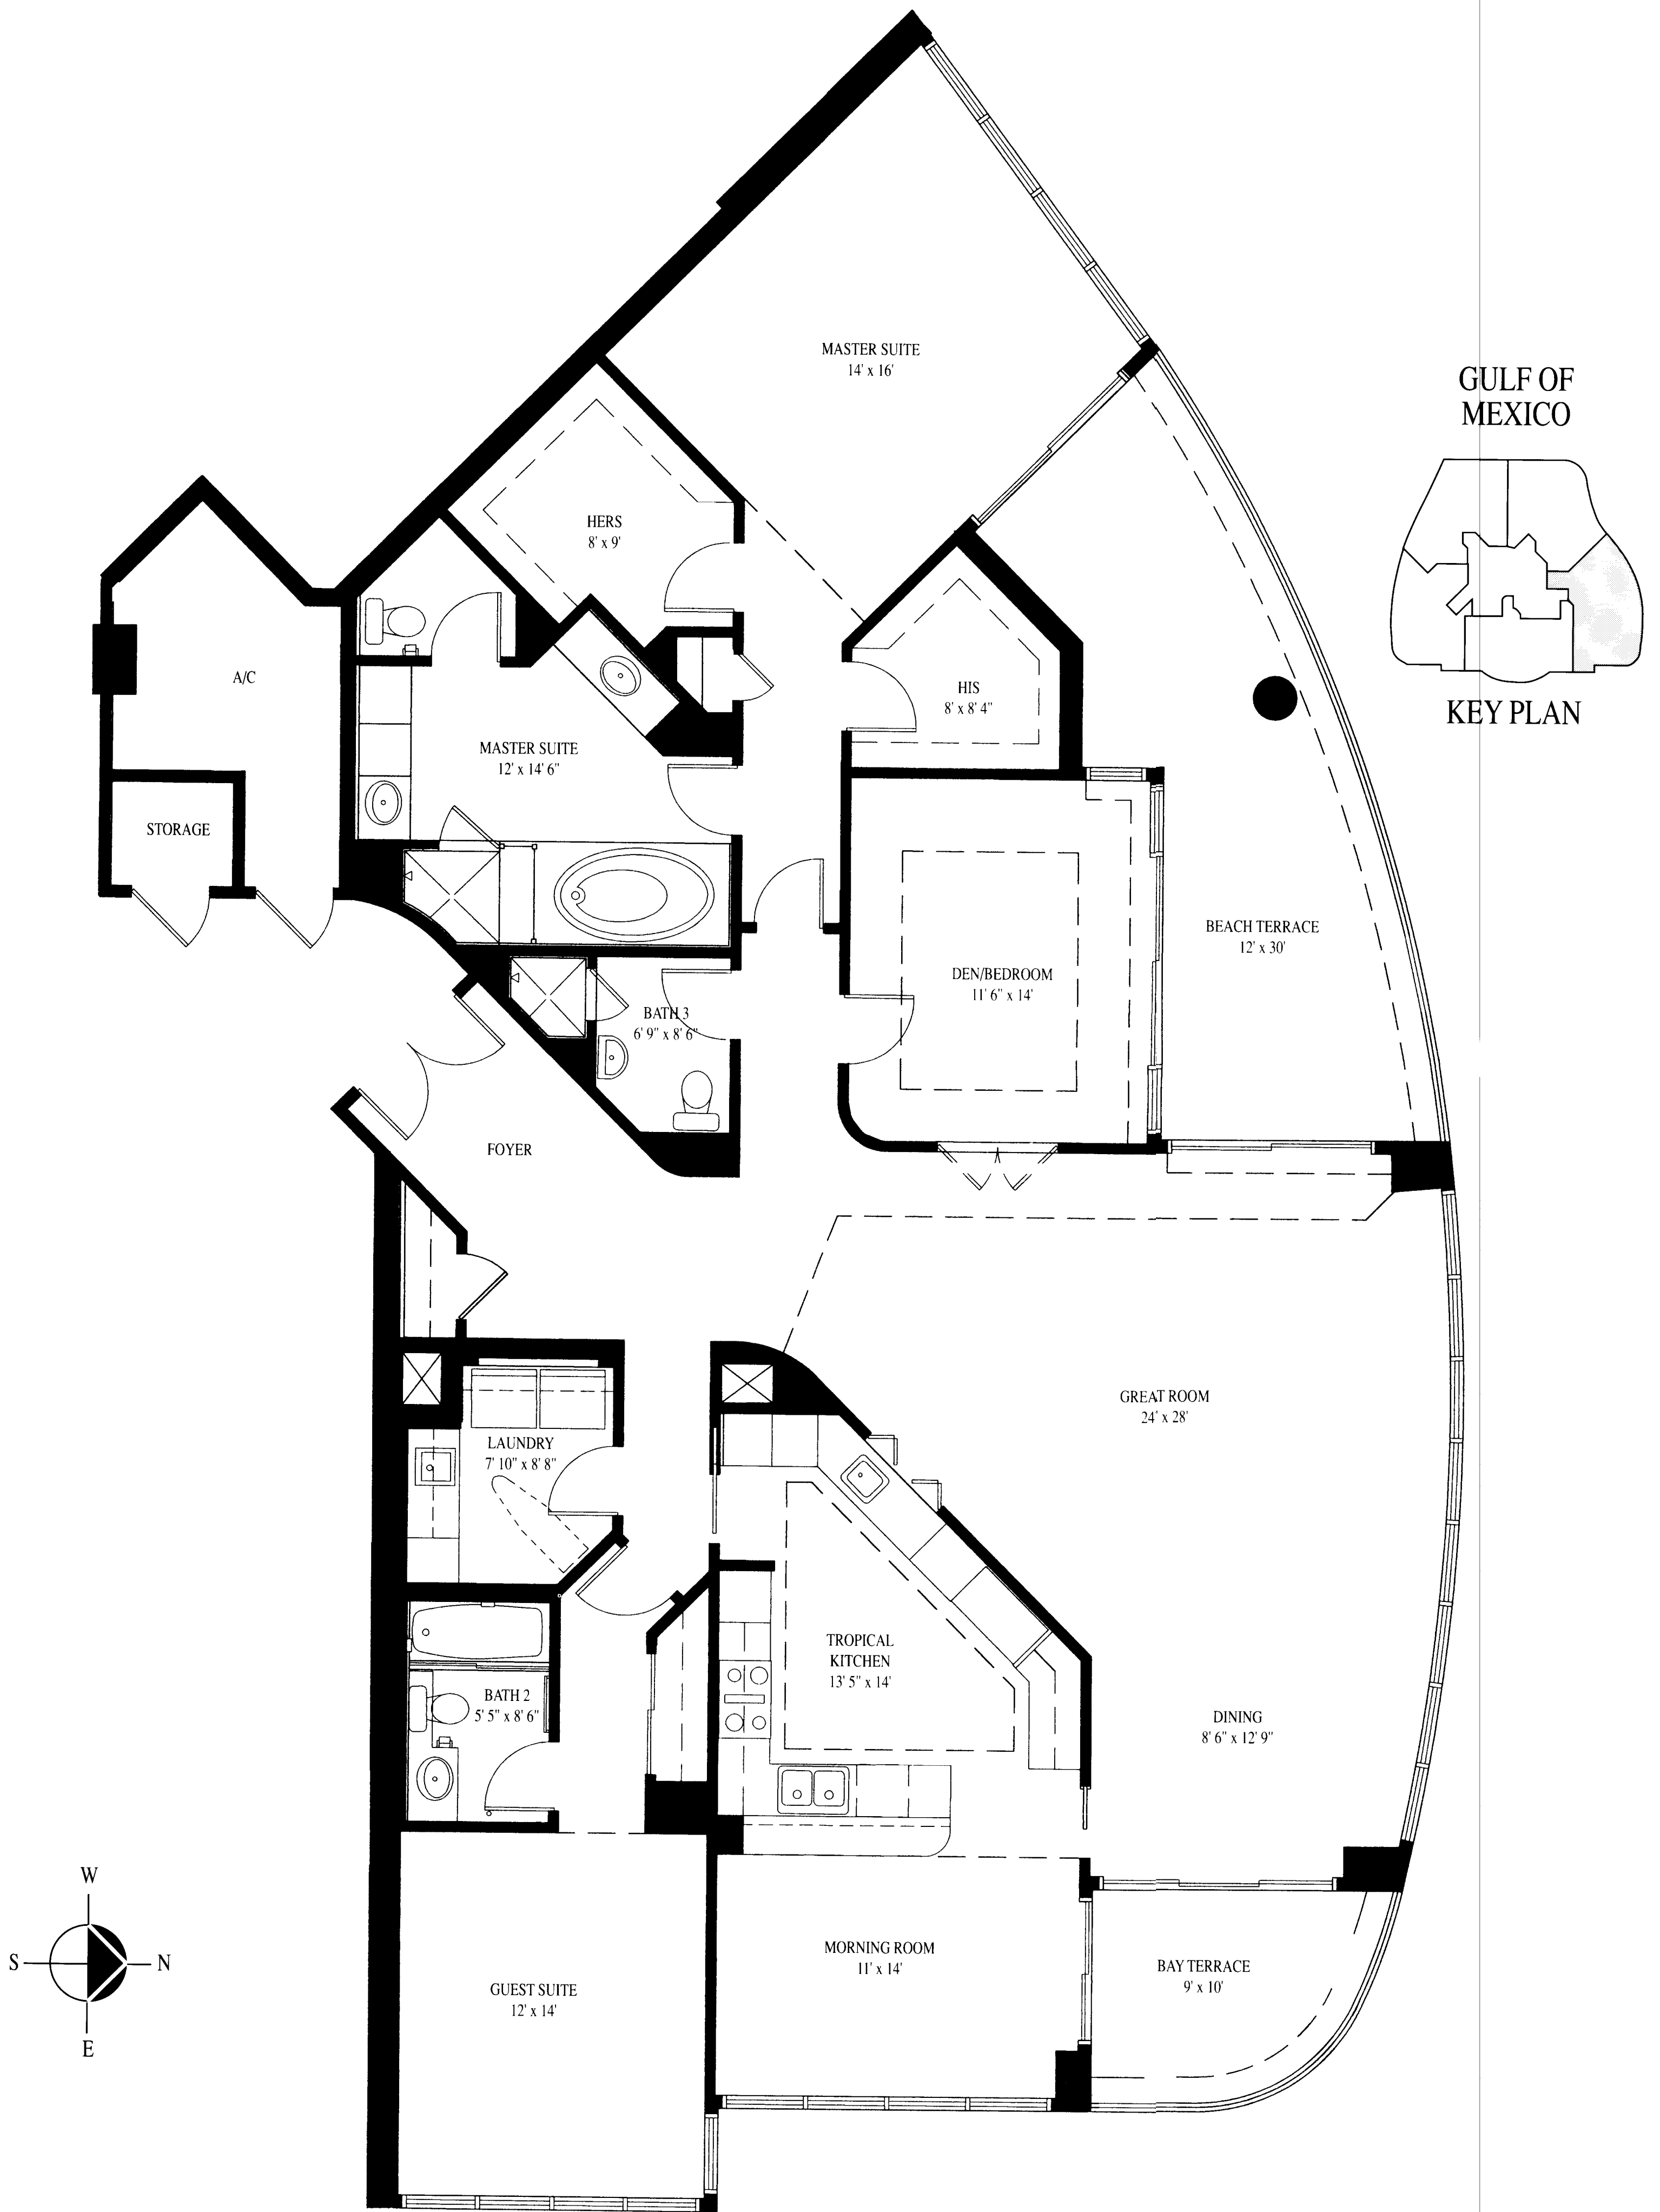 MASTER SUITE
14' x 16'
GULF OF
MEXICO
KEY PLAN
HERS
8' x 9'
A/C
HIS
8' x 8' 4"
MASTER SUITE
12' x 14' 6"
STORAGE
BEACH TERRACE
12' x 30'
DEN/BEDROOM
11' 6" x 14'
BATH 3
6' 9" x 8' 6"
FOYER
GREAT ROOM
24' x 28'
LAUNDRY
7' 10" x 8' 8"
TROPICAL
KITCHEN
13' 5" x 14'
BATH 2
5' 5" x 8' 6"
DINING
8' 6" x 12' 9"
W
S
N
E
MORNING ROOM
11' x 14'
BAY TERRACE
9' x 10'
GUEST SUITE
12' x 14'